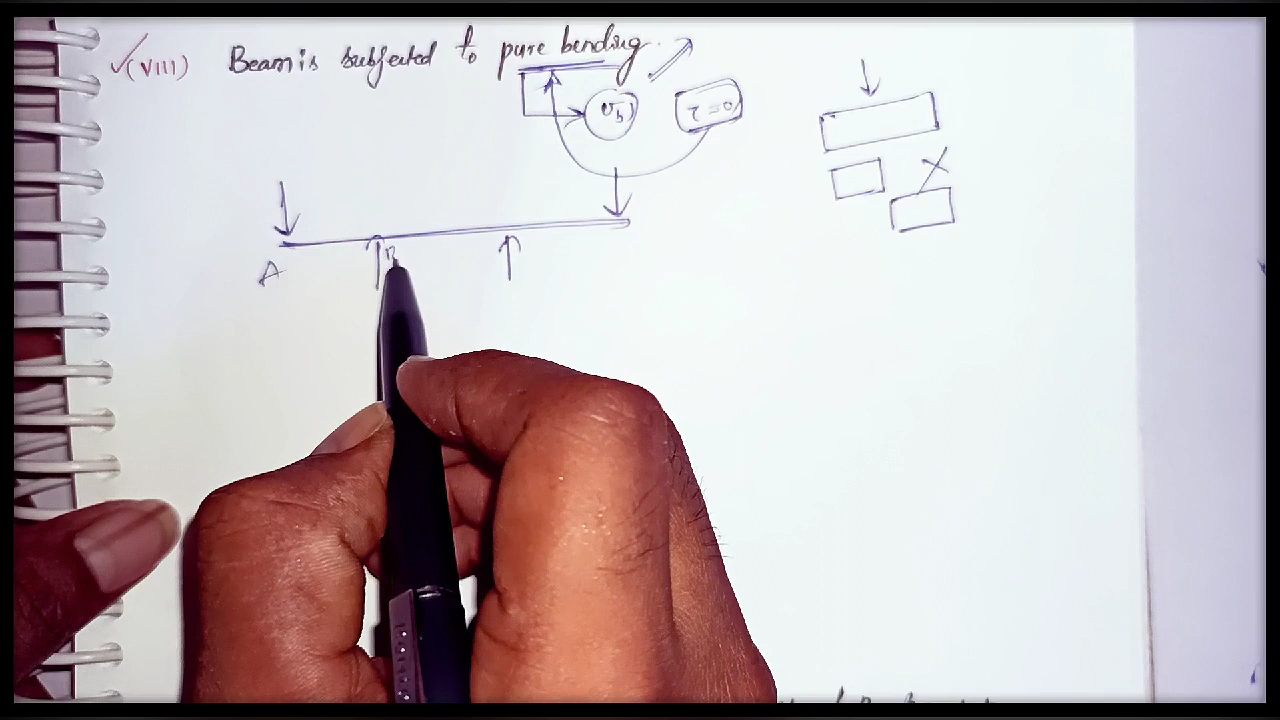 ✓(VIII) Beam is subjected to pure bending.
σb τ=0
A B